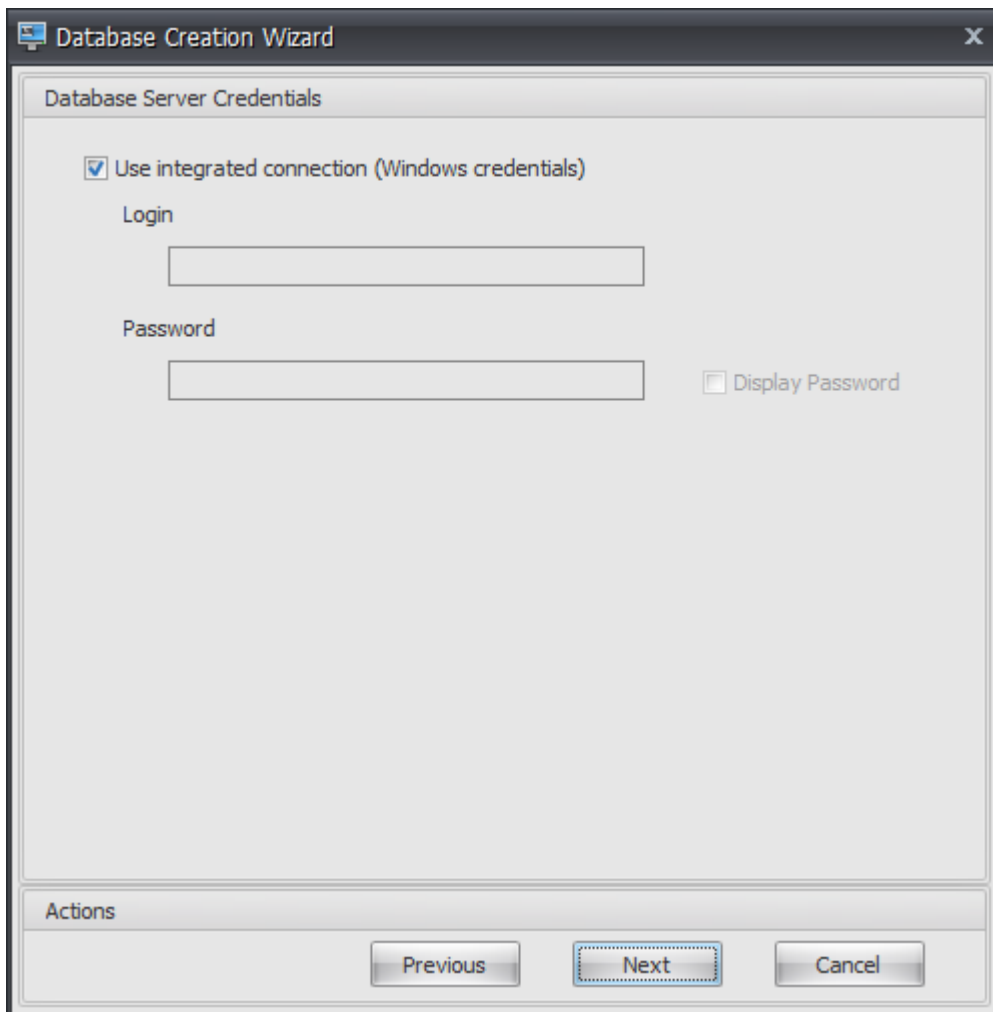 Database Creation Wizard
Database Server Credentials
Use integrated connection (Windows credentials)
Login
Password
Display Password
Actions
Previous Next Cancel